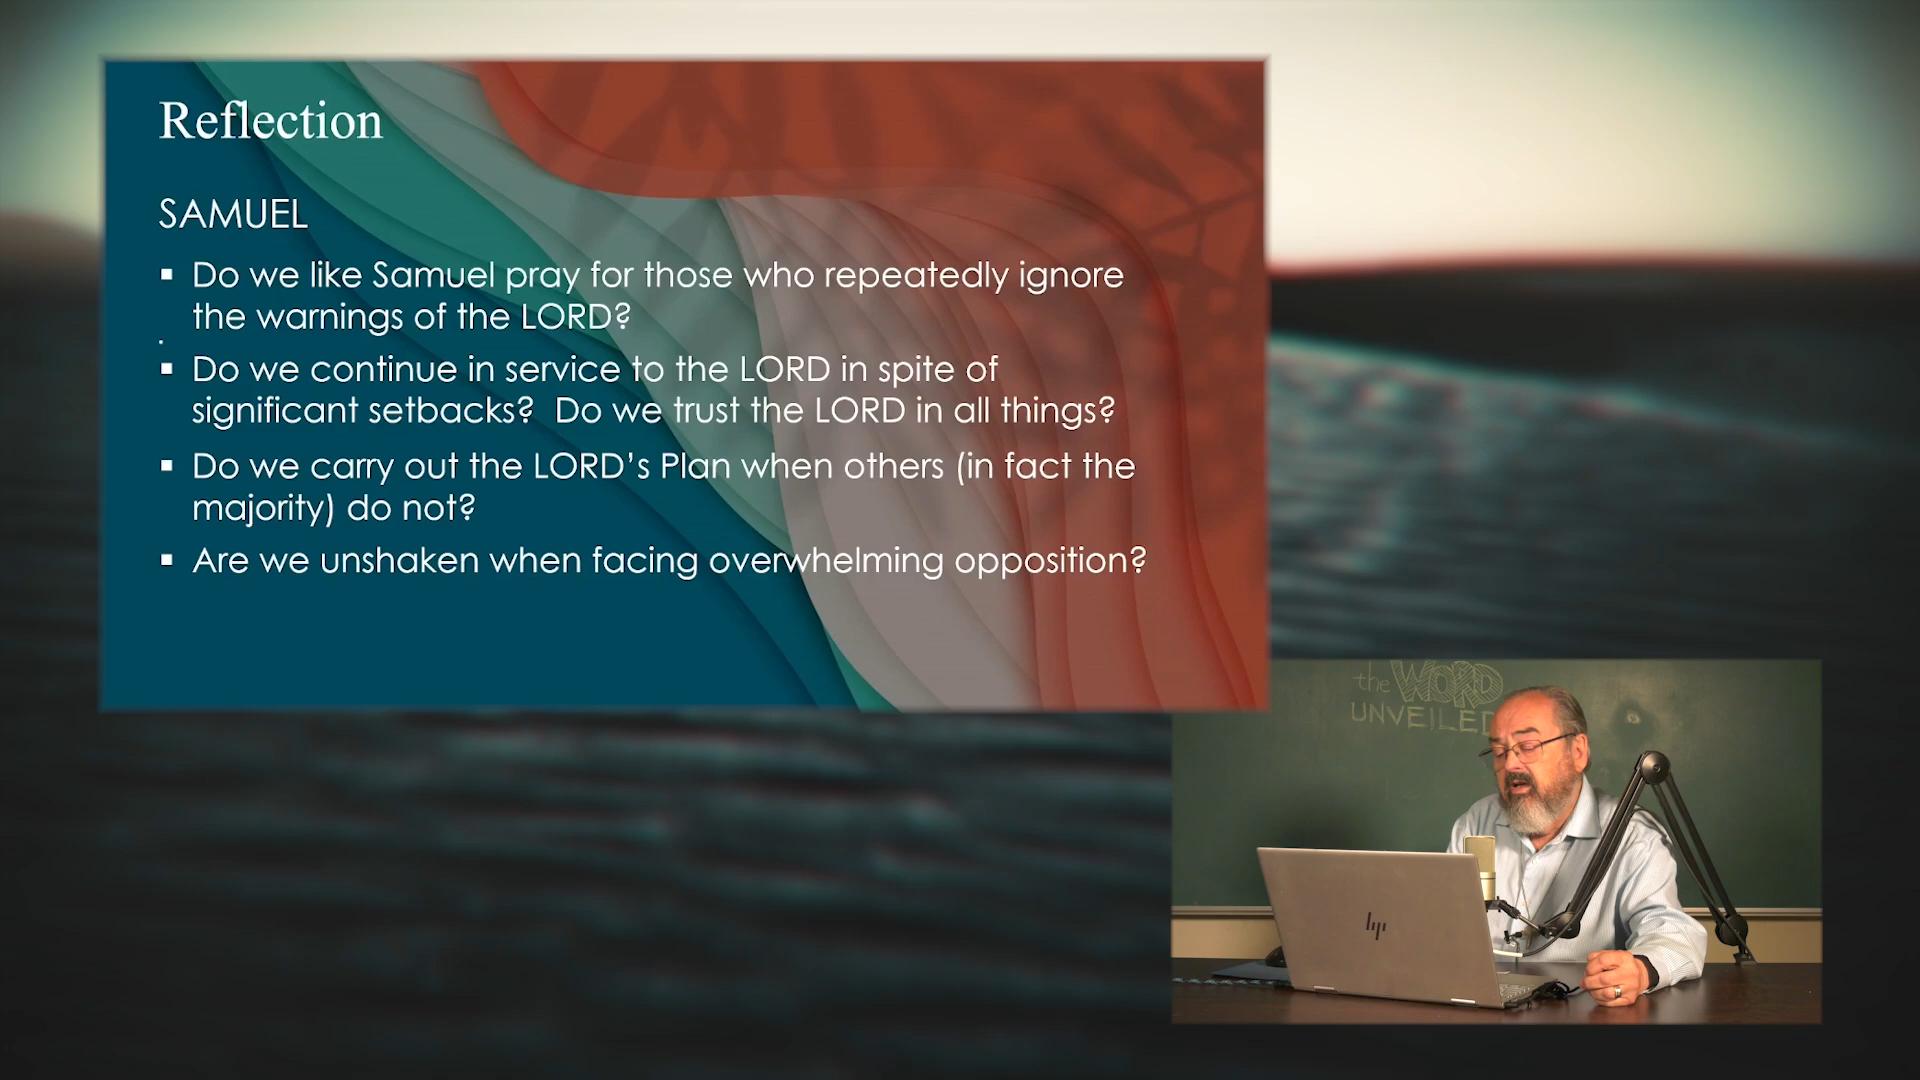 Reflection
SAMUEL
▪ Do we like Samuel pray for those who repeatedly ignore
the warnings of the LORD?
▪ Do we continue in service to the LORD in spite of
significant setbacks?  Do we trust the LORD in all things?
▪ Do we carry out the LORD’s Plan when others (in fact the
majority) do not?
▪ Are we unshaken when facing overwhelming opposition?
the WORD
UNVEILED
hp